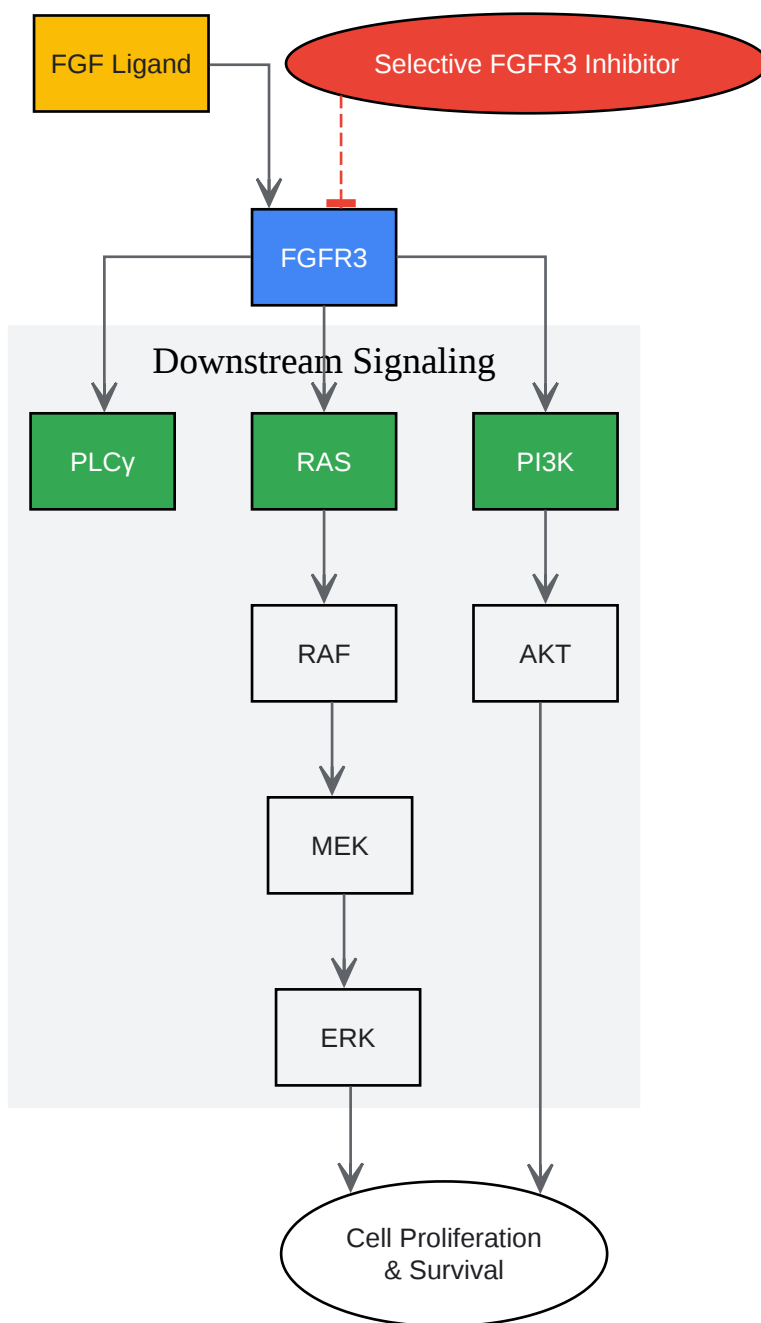 FGF Ligand
Selective FGFR3 Inhibitor
FGFR3
Downstream Signaling
PLCγ
RAS
PI3K
RAF
AKT
MEK
ERK
Cell Proliferation
& Survival